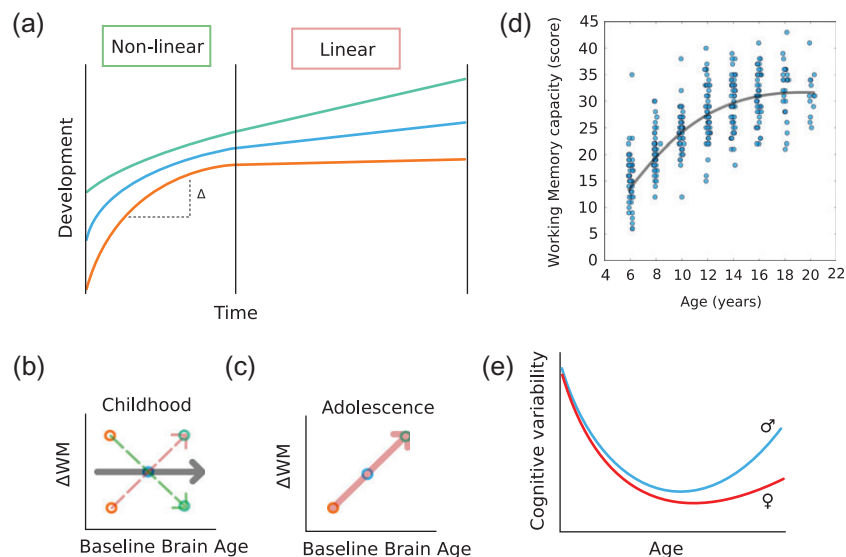 (a)
Non-linear
Linear
Development
Δ
Time
(d)
Working Memory capacity (score)
45
40
35
30
25
20
15
10
5
0
4 6 8 10 12 14 16 18 20 22
Age (years)
(b)
Childhood
ΔWM
Baseline Brain Age
(c)
Adolescence
ΔWM
Baseline Brain Age
(e)
Cognitive variability
♂
♀
Age